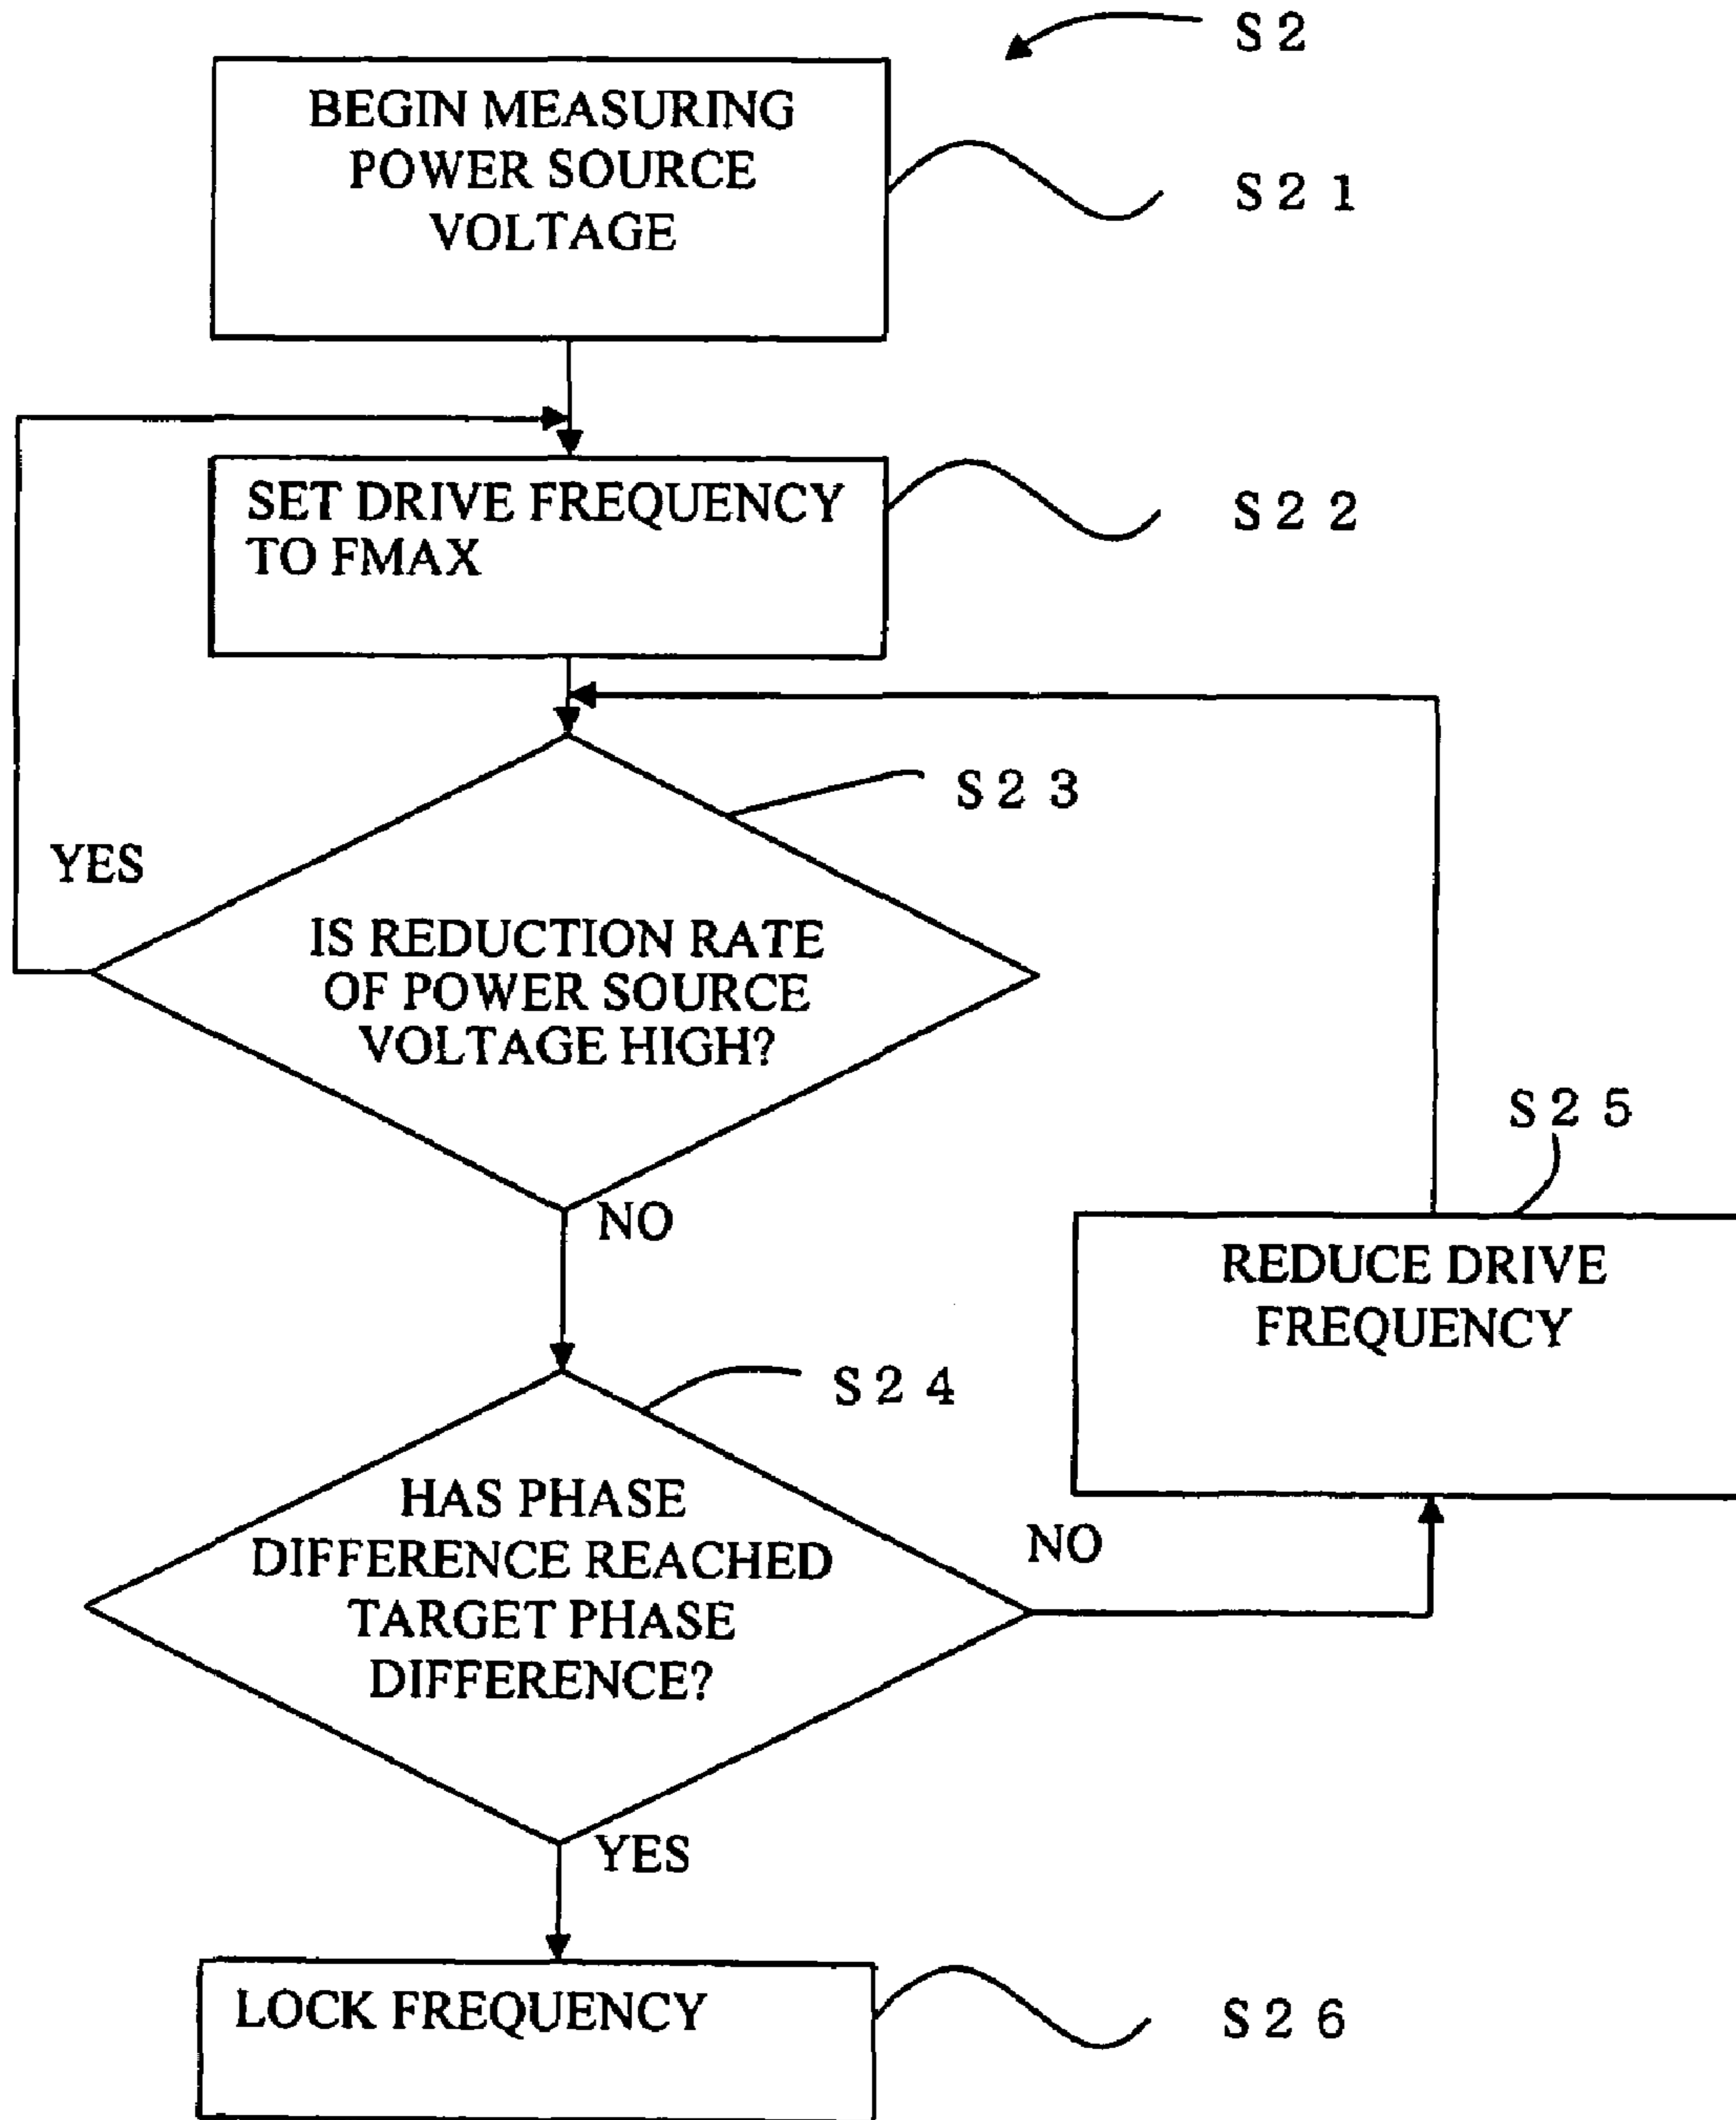 S2
BEGIN MEASURING
POWER SOURCE
VOLTAGE
S21
SET DRIVE FREQUENCY
TO FMAX
S22
S23
YES
IS REDUCTION RATE
OF POWER SOURCE
VOLTAGE HIGH?
NO
S25
REDUCE DRIVE
FREQUENCY
S24
HAS PHASE
DIFFERENCE REACHED
TARGET PHASE
DIFFERENCE?
NO
YES
LOCK FREQUENCY
S26